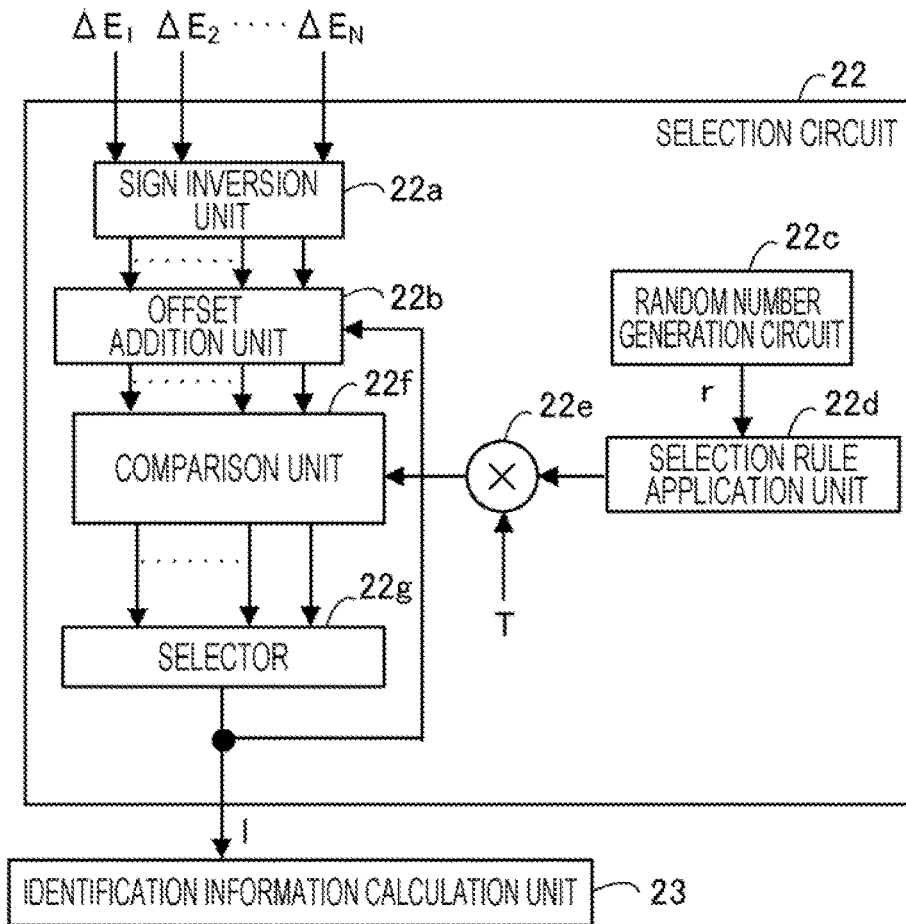 ΔE1 ΔE2 ····· ΔEN
22
SELECTION CIRCUIT
SIGN INVERSION
UNIT
22a
22c
OFFSET
ADDITION UNIT
22b
RANDOM NUMBER
GENERATION CIRCUIT
22f
22e
r
22d
COMPARISON UNIT
×
SELECTION RULE
APPLICATION UNIT
22g
T
SELECTOR
l
IDENTIFICATION INFORMATION CALCULATION UNIT
23